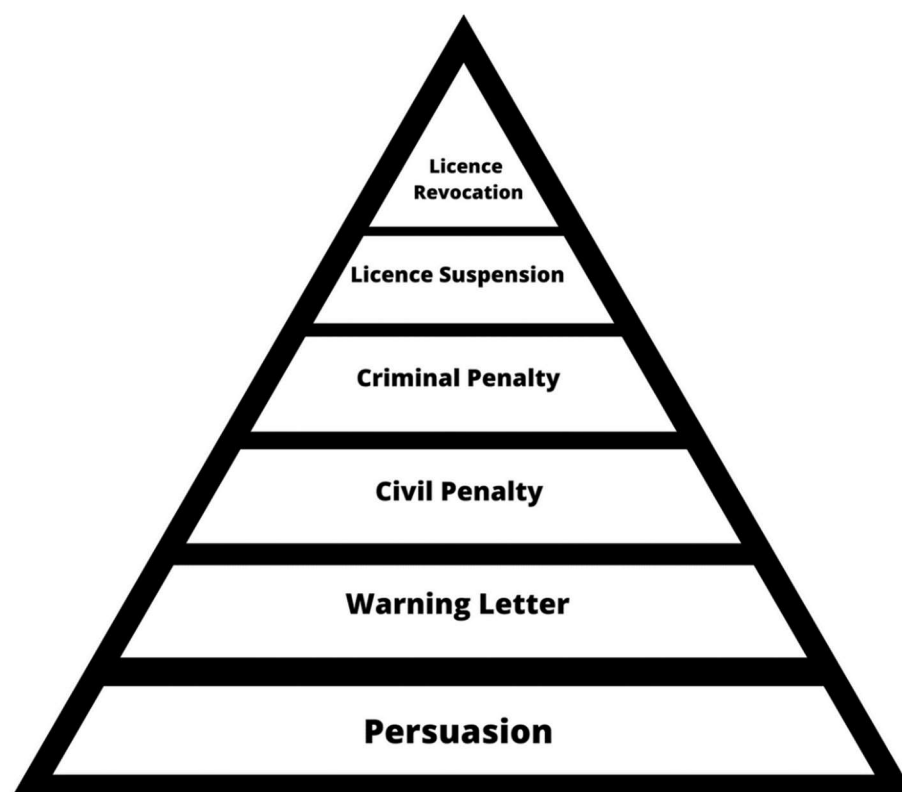 Licence
Revocation
Licence Suspension
Criminal Penalty
Civil Penalty
Warning Letter
Persuasion